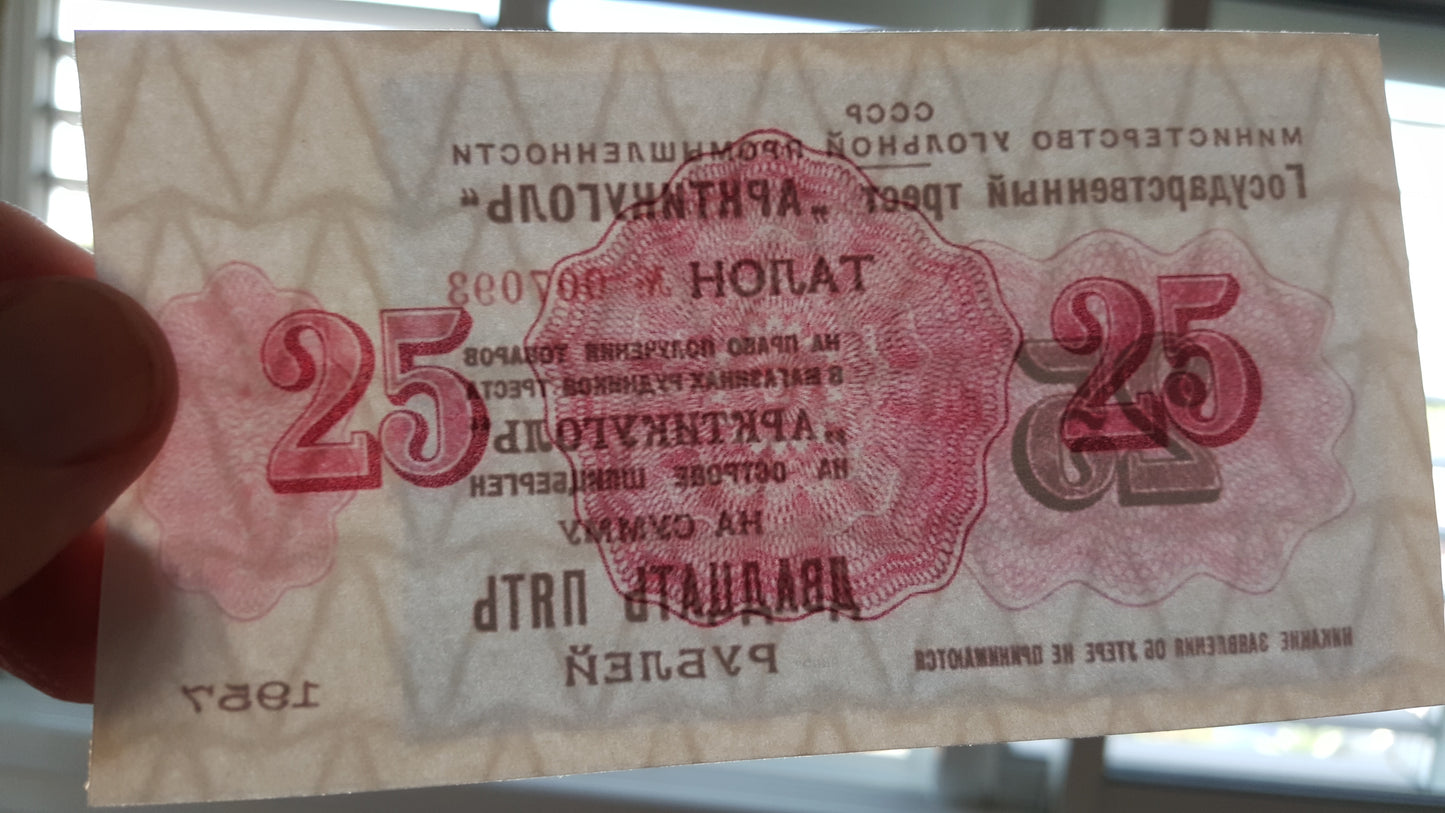 СССР
МИНИСТЕРСТВО УГОЛЬНОЙ ПРОМЫШЛЕННОСТИ
Государственный трест „АРКТИКУГОЛЬ“
ТАЛОН № 007093
НА ПРАВО ПОЛУЧЕНИЯ ТОВАРОВ
В МАГАЗИНАХ РУДНИКОВ ТРЕСТА
„АРКТИКУГОЛЬ“
НА ОСТРОВЕ ШПИЦБЕРГЕН
НА СУММУ
ДВАДЦАТЬ ПЯТЬ
РУБЛЕЙ
25
25
25
НИКАКИЕ ЗАЯВЛЕНИЯ ОБ УТЕРЕ НЕ ПРИНИМАЮТСЯ
1957